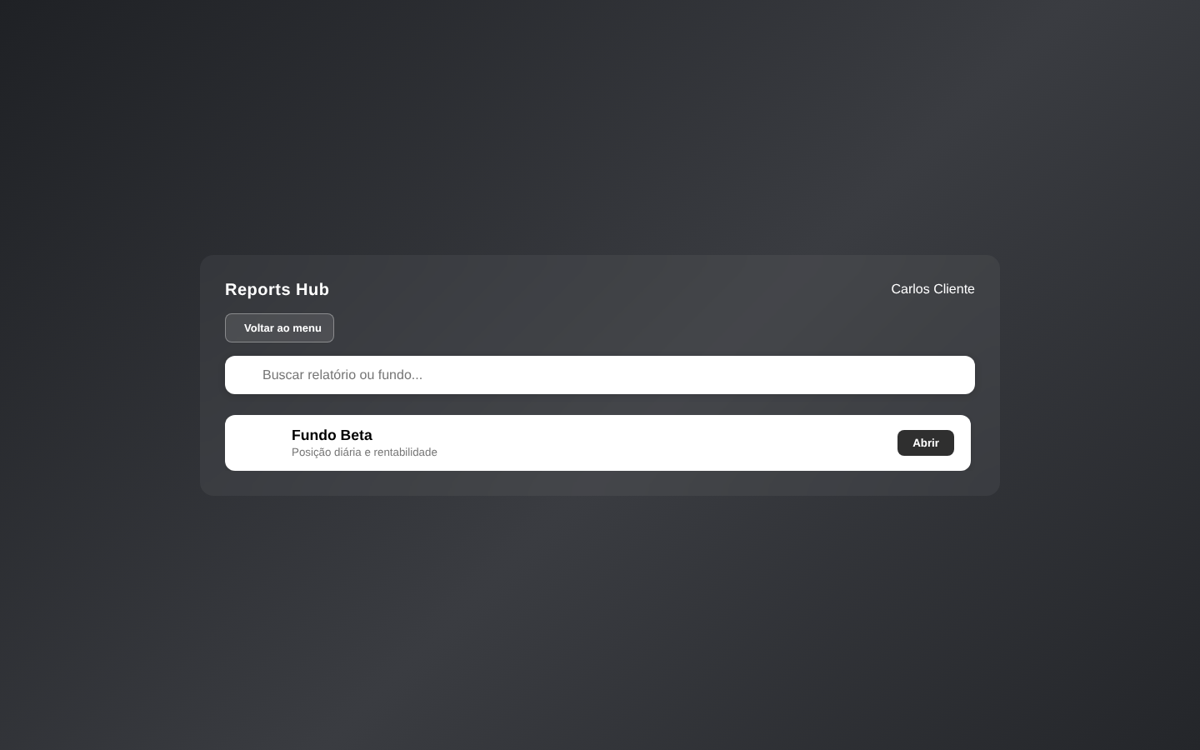 Reports Hub
Carlos Cliente
Voltar ao menu
Buscar relatório ou fundo...
Fundo Beta
Posição diária e rentabilidade
Abrir